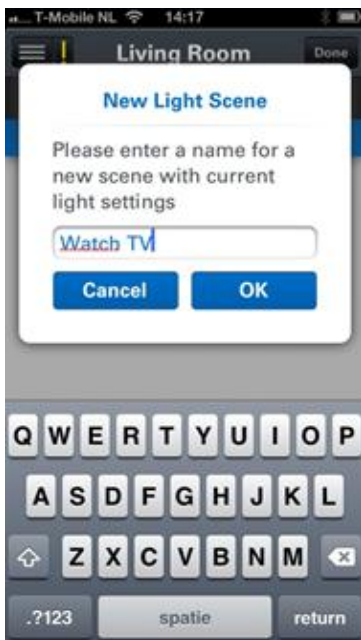 T-Mobile NL 14:17
Living Room Done
New Light Scene
Please enter a name for a
new scene with current
light settings
Watch TV
Cancel OK
Q W E R T Y U I O P
A S D F G H J K L
Z X C V B N M
.?123 spatie return